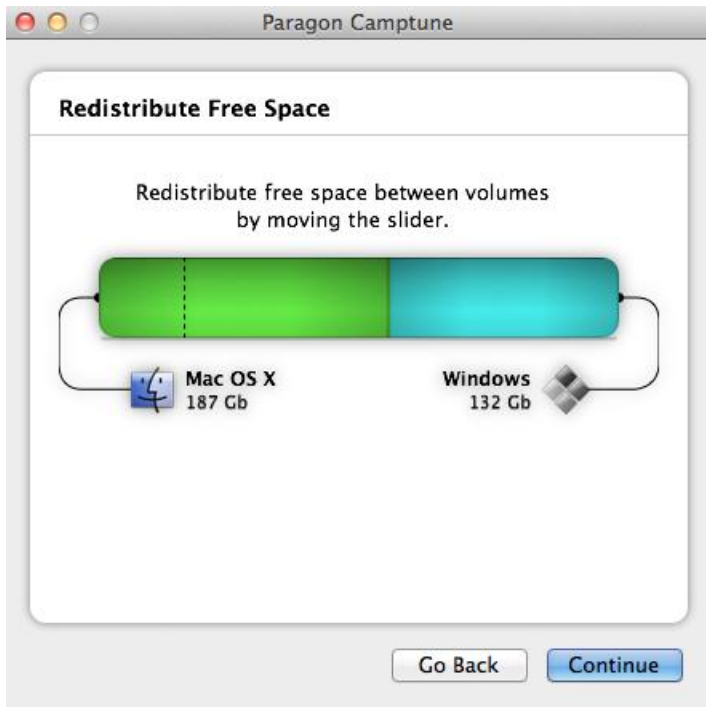 Paragon Camptune
Redistribute Free Space
Redistribute free space between volumes
by moving the slider.
Mac OS X
187 Gb
Windows
132 Gb
Go Back
Continue